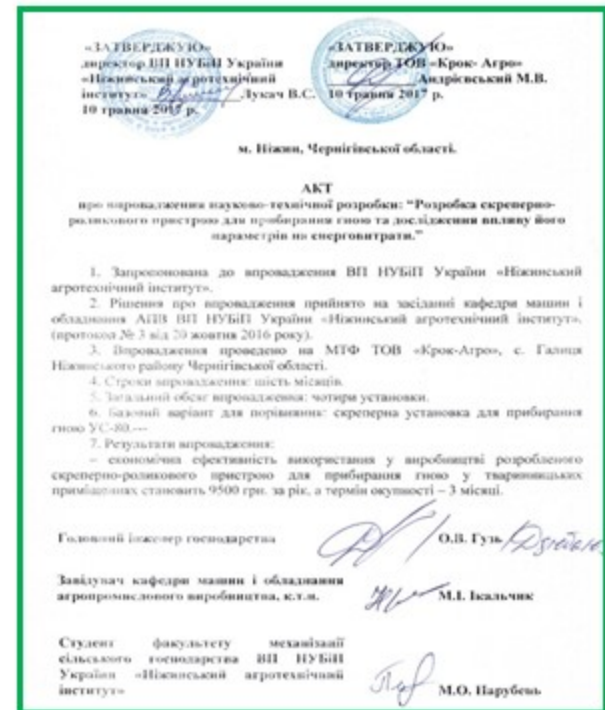 «ЗАТВЕРДЖУЮ»
директор ВП НУБіП України
«Ніжинський агротехнічний
інститут» Лукач В.С.
10 травня 2017 р.
«ЗАТВЕРДЖУЮ»
директор ТОВ «Крок- Агро»
Андрієвський М.В.
10 травня 2017 р.
м. Ніжин, Чернігівської області.
АКТ
про впровадження науково-технічної розробки: “Розробка скреперно-
роликового пристрою для прибирання гною та дослідження впливу його
параметрів на енерговитрати.”
1. Запропонована до впровадження ВП НУБіП України «Ніжинський
агротехнічний інститут».
2. Рішення про впровадження прийнято на засіданні кафедри машин і
обладнання АПВ ВП НУБіП України «Ніжинський агротехнічний інститут».
(протокол № 3 від 20 жовтня 2016 року).
3. Впровадження проведено на МТФ ТОВ «Крок-Агро», с. Галиця
Ніжинського району Чернігівської області.
4. Строки впровадження: шість місяців.
5. Загальний обсяг впровадження: чотири установки.
6. Базовий варіант для порівняння: скреперна установка для прибирання
гною УС-80.---
7. Результати впровадження:
– економічна ефективність використання у виробництві розробленого
скреперно-роликового пристрою для прибирання гною у тваринницьких
приміщеннях становить 9500 грн. за рік, а термін окупності – 3 місяці.
Головний інженер господарства О.В. Гузь
Завідувач кафедри машин і обладнання
агропромислового виробництва, к.т.н. М.І. Ікальчик
Студент факультету механізації
сільського господарства ВП НУБіП
України «Ніжинський агротехнічний
інститут» М.О. Парубень